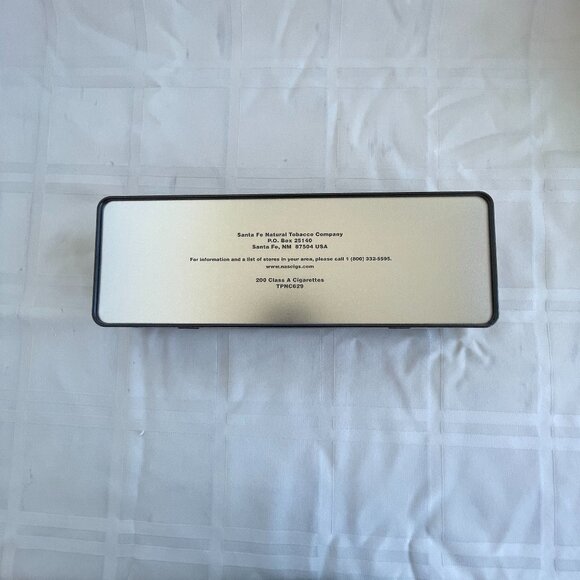 Santa Fe Natural Tobacco Company
P.O. Box 25140
Santa Fe, NM 87504 USA
For information and a list of stores in your area, please call 1 (800) 332-5595.
www.nascigs.com
200 Class A Cigarettes
TPNC629